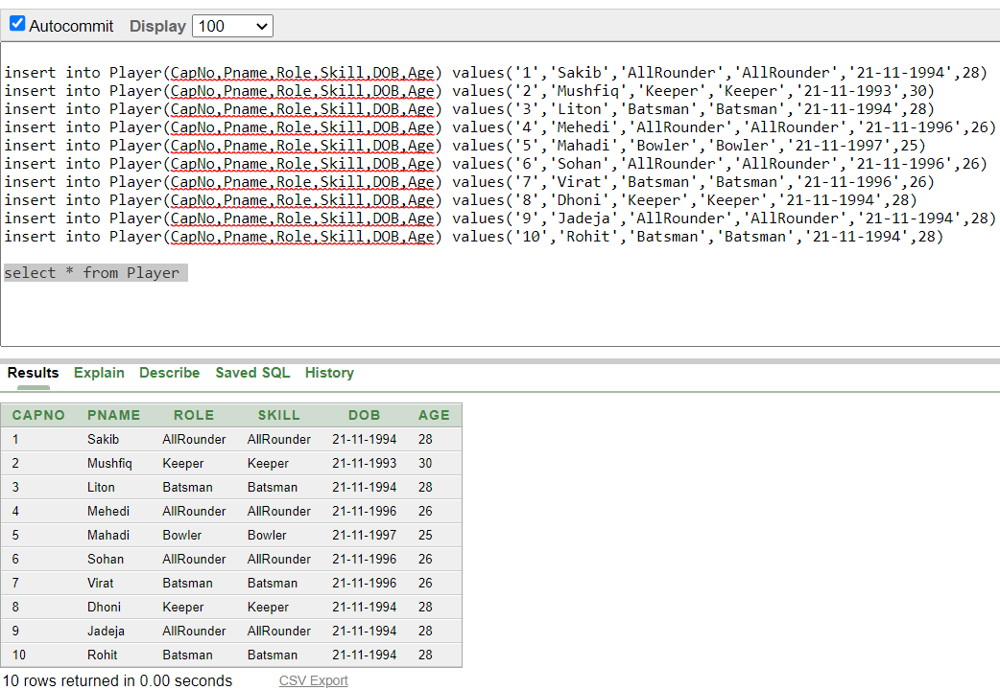 Autocommit Display 100
insert into Player(CapNo,Pname,Role,Skill,DOB,Age) values('1','Sakib','AllRounder','AllRounder','21-11-1994',28)
insert into Player(CapNo,Pname,Role,Skill,DOB,Age) values('2','Mushfiq','Keeper','Keeper','21-11-1993',30)
insert into Player(CapNo,Pname,Role,Skill,DOB,Age) values('3','Liton','Batsman','Batsman','21-11-1994',28)
insert into Player(CapNo,Pname,Role,Skill,DOB,Age) values('4','Mehedi','AllRounder','AllRounder','21-11-1996',26)
insert into Player(CapNo,Pname,Role,Skill,DOB,Age) values('5','Mahadi','Bowler','Bowler','21-11-1997',25)
insert into Player(CapNo,Pname,Role,Skill,DOB,Age) values('6','Sohan','AllRounder','AllRounder','21-11-1996',26)
insert into Player(CapNo,Pname,Role,Skill,DOB,Age) values('7','Virat','Batsman','Batsman','21-11-1996',26)
insert into Player(CapNo,Pname,Role,Skill,DOB,Age) values('8','Dhoni','Keeper','Keeper','21-11-1994',28)
insert into Player(CapNo,Pname,Role,Skill,DOB,Age) values('9','Jadeja','AllRounder','AllRounder','21-11-1994',28)
insert into Player(CapNo,Pname,Role,Skill,DOB,Age) values('10','Rohit','Batsman','Batsman','21-11-1994',28)
select * from Player
Results Explain Describe Saved SQL History
CAPNO PNAME ROLE SKILL DOB AGE
1 Sakib AllRounder AllRounder 21-11-1994 28
2 Mushfiq Keeper Keeper 21-11-1993 30
3 Liton Batsman Batsman 21-11-1994 28
4 Mehedi AllRounder AllRounder 21-11-1996 26
5 Mahadi Bowler Bowler 21-11-1997 25
6 Sohan AllRounder AllRounder 21-11-1996 26
7 Virat Batsman Batsman 21-11-1996 26
8 Dhoni Keeper Keeper 21-11-1994 28
9 Jadeja AllRounder AllRounder 21-11-1994 28
10 Rohit Batsman Batsman 21-11-1994 28
10 rows returned in 0.00 seconds CSV Export